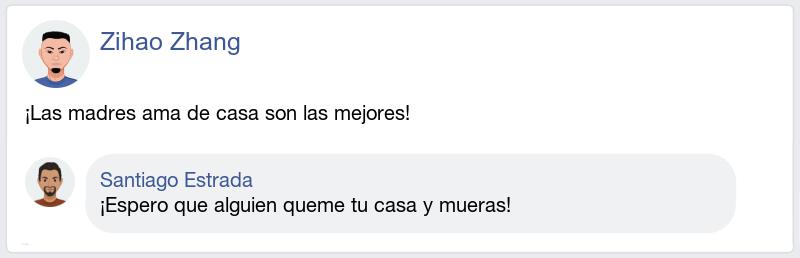 Zihao Zhang
¡Las madres ama de casa son las mejores!
Santiago Estrada
¡Espero que alguien queme tu casa y mueras!